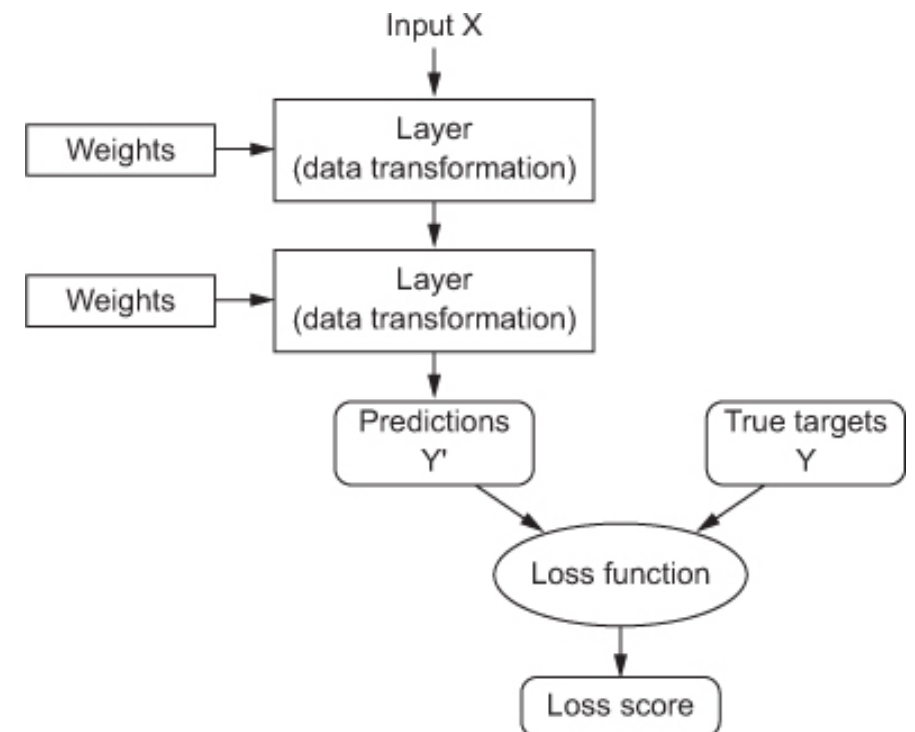 Input X
Layer
(data transformation)
Weights
Layer
(data transformation)
Weights
Predictions
Y'
True targets
Y
Loss function
Loss score